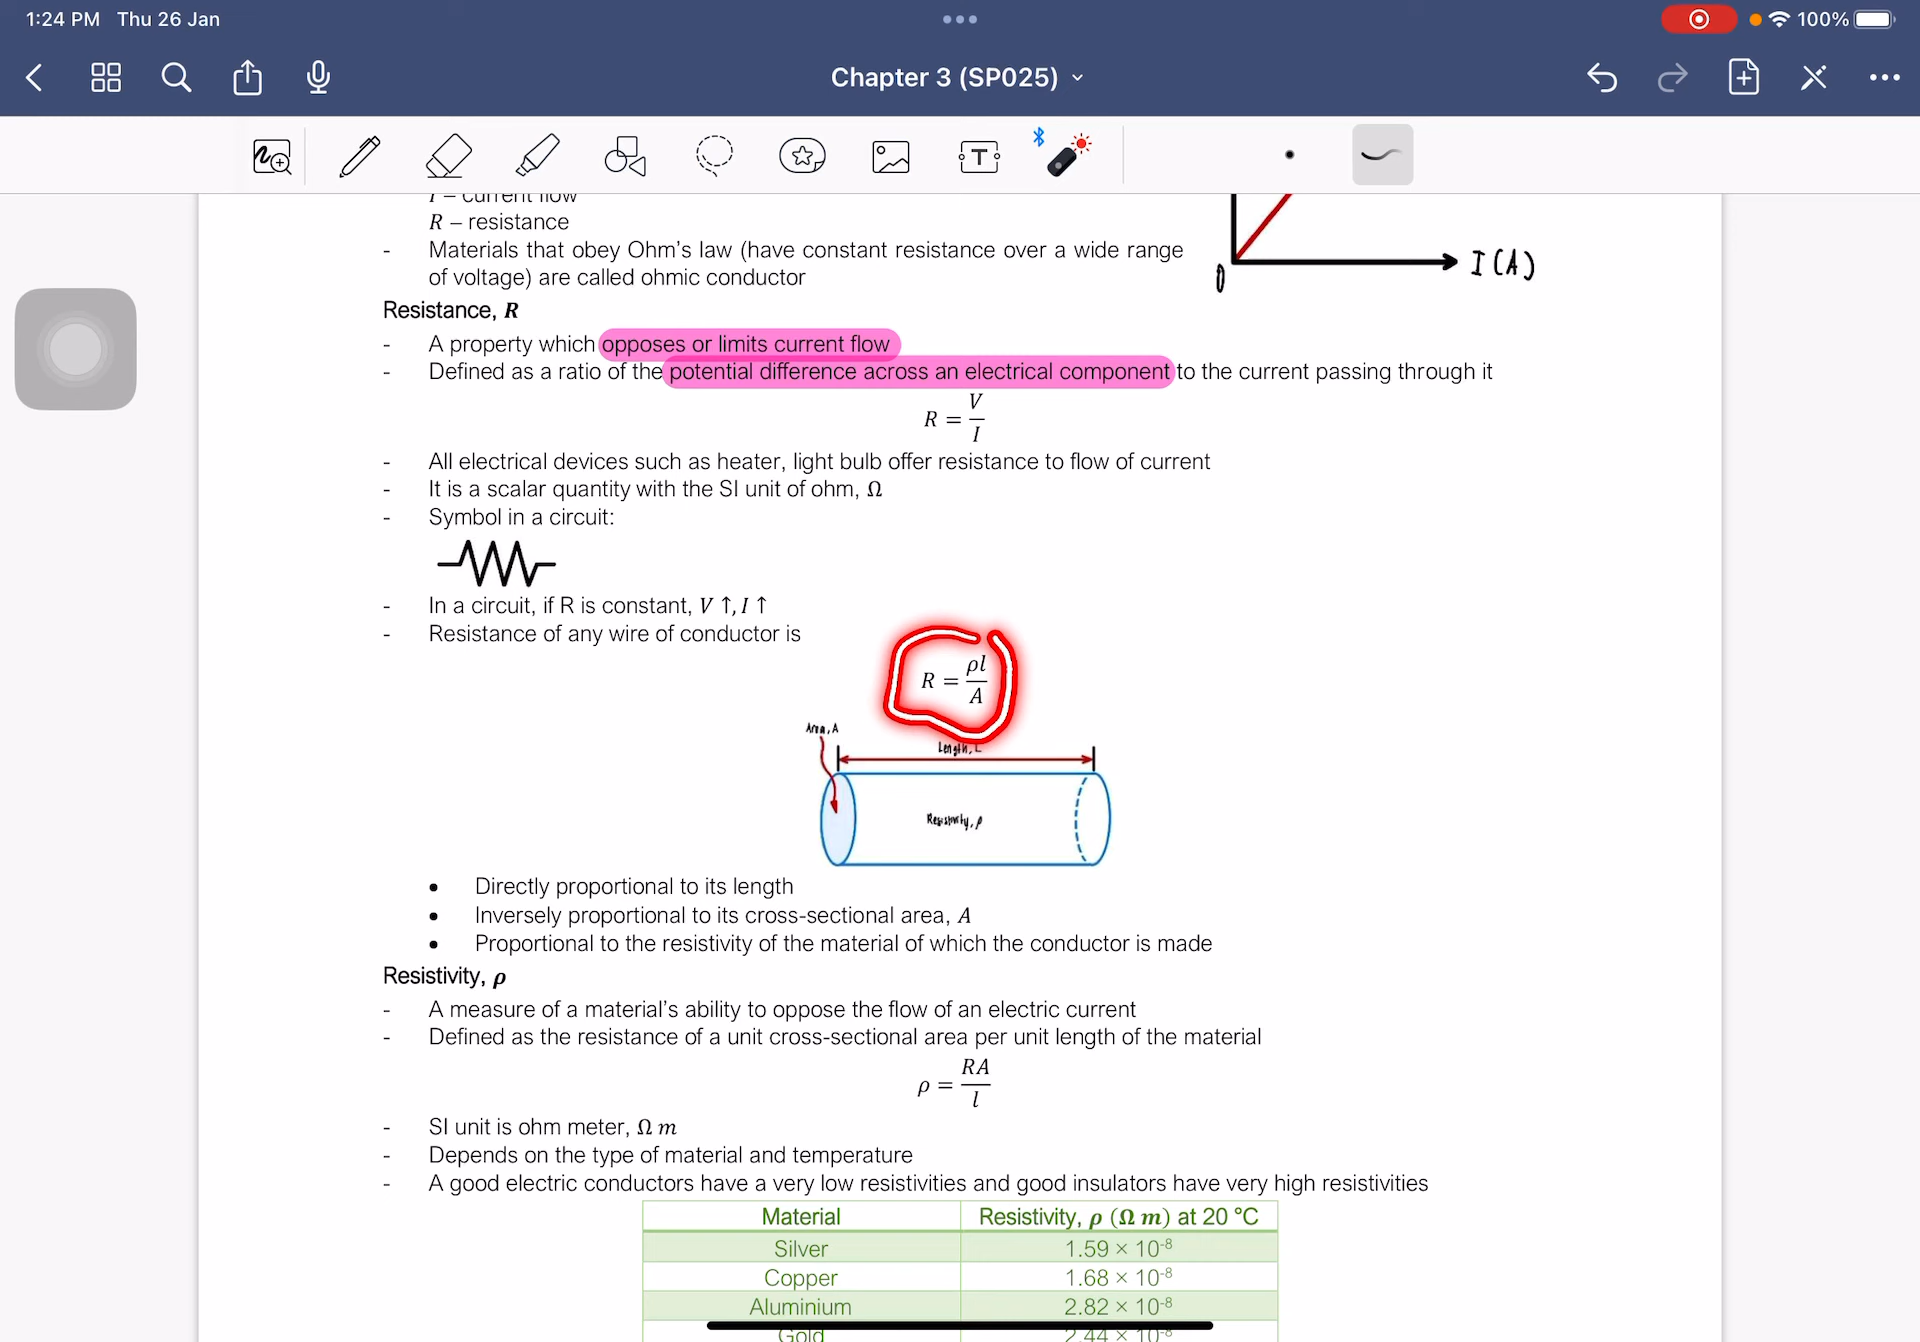 1:24 PM Thu 26 Jan
100%
Chapter 3 (SP025)
I – current flow
R – resistance
- Materials that obey Ohm's law (have constant resistance over a wide range
of voltage) are called ohmic conductor
0
I (A)
Resistance, R
- A property which opposes or limits current flow
- Defined as a ratio of the potential difference across an electrical component to the current passing through it
R = V/I
- All electrical devices such as heater, light bulb offer resistance to flow of current
- It is a scalar quantity with the SI unit of ohm, Ω
- Symbol in a circuit:
- In a circuit, if R is constant, V ↑, I ↑
- Resistance of any wire of conductor is
R = ρl/A
Area, A
Length, L
Resistivity, ρ
• Directly proportional to its length
• Inversely proportional to its cross-sectional area, A
• Proportional to the resistivity of the material of which the conductor is made
Resistivity, ρ
- A measure of a material's ability to oppose the flow of an electric current
- Defined as the resistance of a unit cross-sectional area per unit length of the material
ρ = RA/l
- SI unit is ohm meter, Ω m
- Depends on the type of material and temperature
- A good electric conductors have a very low resistivities and good insulators have very high resistivities
Material Resistivity, ρ (Ω m) at 20 °C
Silver 1.59 × 10⁻⁸
Copper 1.68 × 10⁻⁸
Aluminium 2.82 × 10⁻⁸
Gold 2.44 × 10⁻⁸